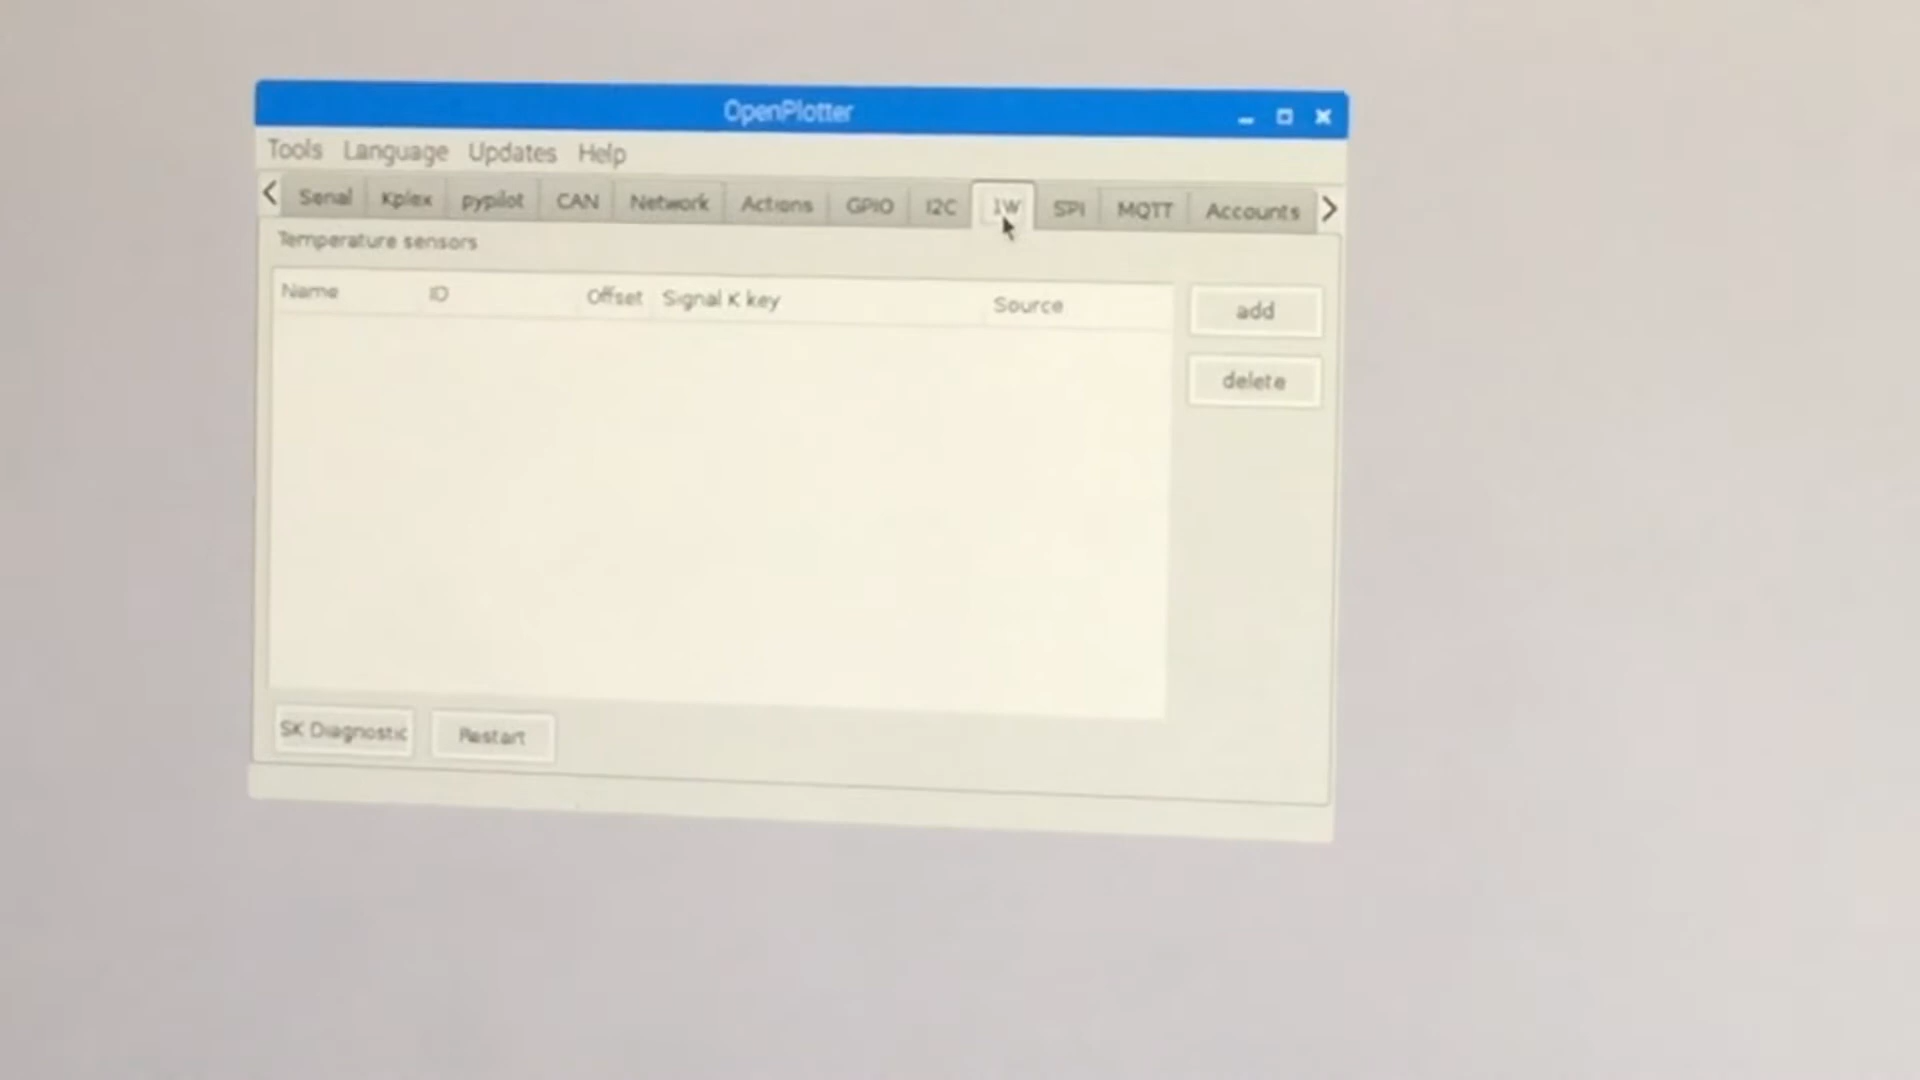 OpenPlotter
Tools Language Updates Help
Serial Kplex pypilot CAN Network Actions GPIO I2C 1W SPI MQTT Accounts
Temperature sensors
Name ID Offset Signal K key Source
add
delete
SK Diagnostic Restart